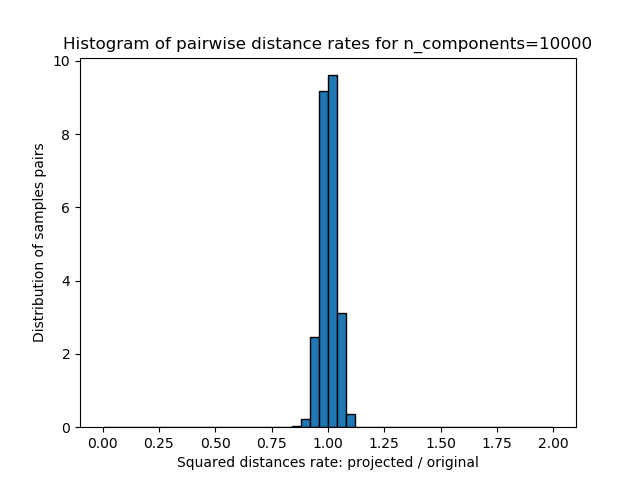 Histogram of pairwise distance rates for n_components=10000
Distribution of samples pairs
10
8
6
4
2
0
0.00 0.25 0.50 0.75 1.00 1.25 1.50 1.75 2.00
Squared distances rate: projected / original